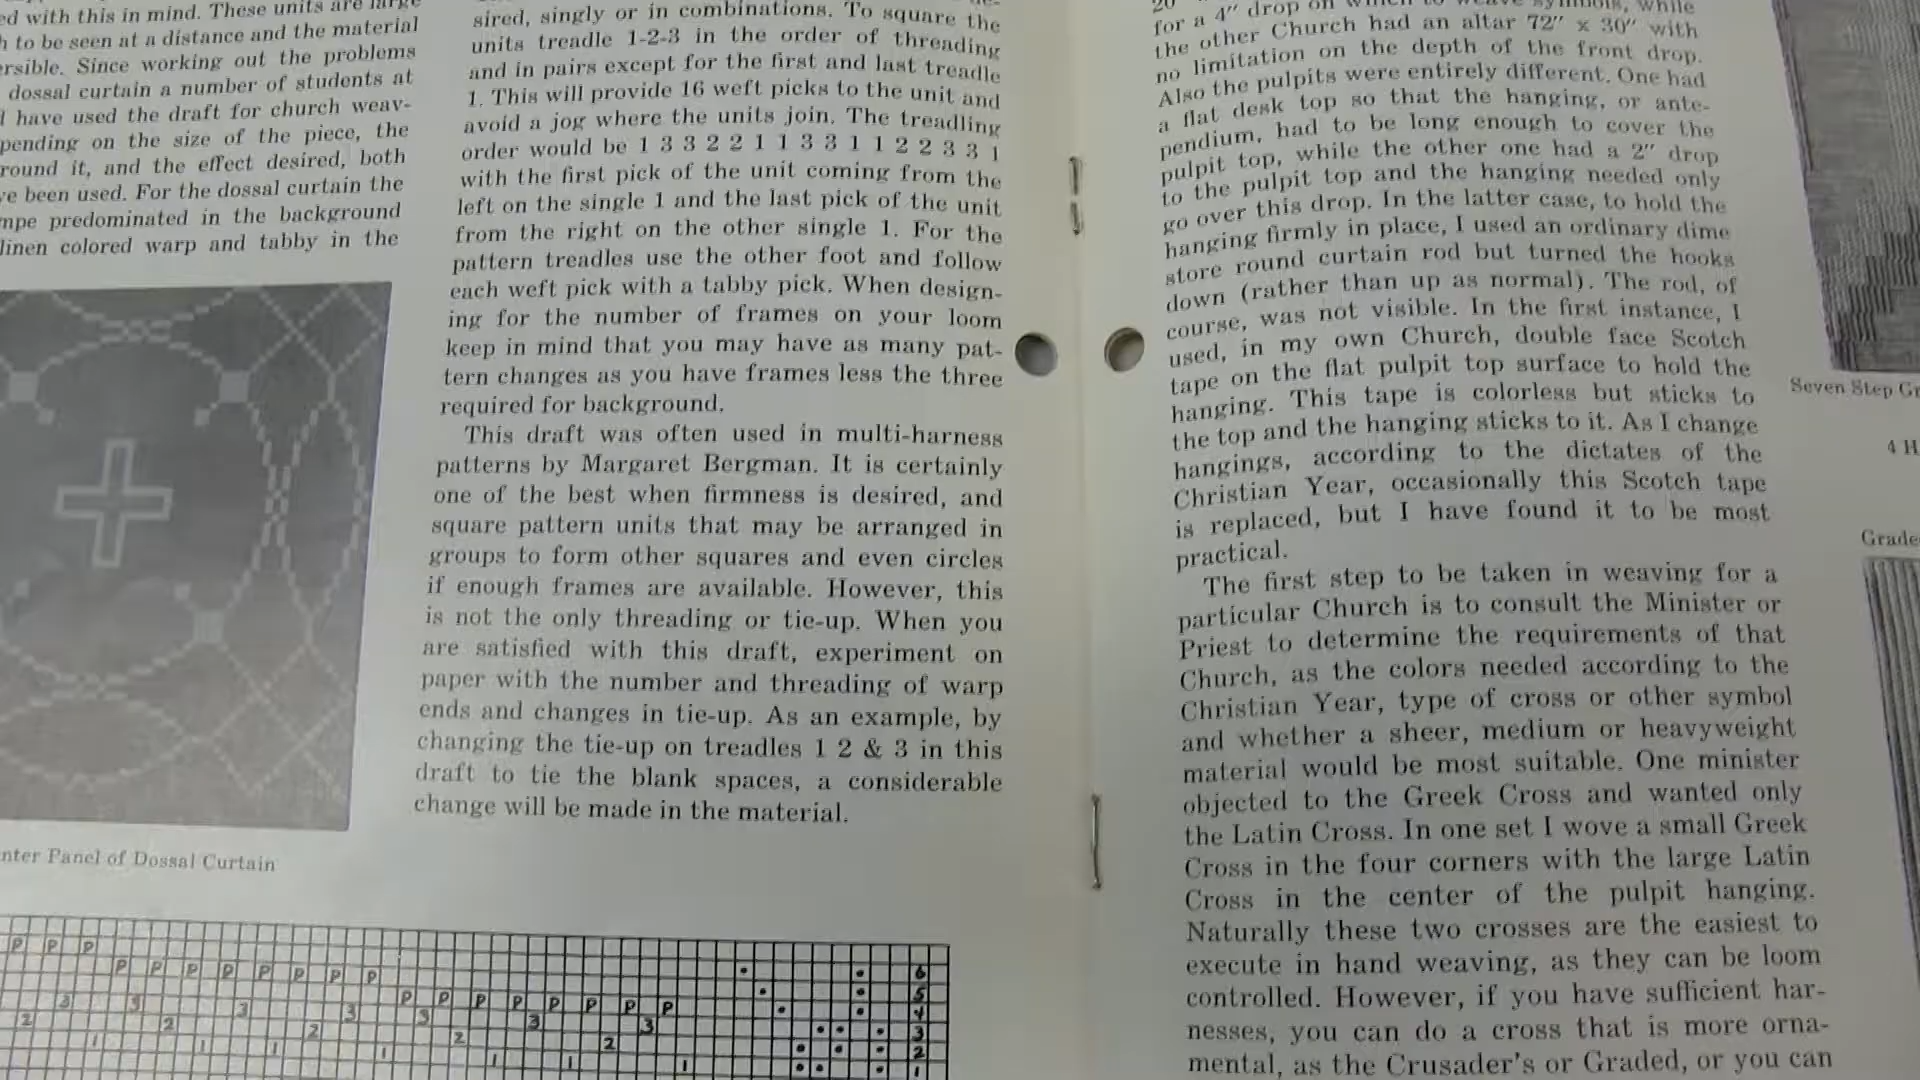 ed with this in mind. These units are large
h to be seen at a distance and the material
ersible. Since working out the problems
dossal curtain a number of students at
d have used the draft for church weav-
pending on the size of the piece, the
round it, and the effect desired, both
ve been used. For the dossal curtain the
mpe predominated in the background
linen colored warp and tabby in the
nter Panel of Dossal Curtain
sired, singly or in combinations. To square the
units treadle 1-2-3 in the order of threading
and in pairs except for the first and last treadle
1. This will provide 16 weft picks to the unit and
avoid a jog where the units join. The treadling
order would be 1 3 3 2 2 1 1 3 3 1 1 2 2 3 3 1
with the first pick of the unit coming from the
left on the single 1 and the last pick of the unit
from the right on the other single 1. For the
pattern treadles use the other foot and follow
each weft pick with a tabby pick. When design-
ing for the number of frames on your loom
keep in mind that you may have as many pat-
tern changes as you have frames less the three
required for background.
This draft was often used in multi-harness
patterns by Margaret Bergman. It is certainly
one of the best when firmness is desired, and
square pattern units that may be arranged in
groups to form other squares and even circles
if enough frames are available. However, this
is not the only threading or tie-up. When you
are satisfied with this draft, experiment on
paper with the number and threading of warp
ends and changes in tie-up. As an example, by
changing the tie-up on treadles 1 2 & 3 in this
draft to tie the blank spaces, a considerable
change will be made in the material.
P P P 6
P P P P P P P P 5
P P P P P P P P 4
3 3 3 3 3 3 3 3
2 2 2 2 2 2
1 1 1 1 1 1 1 1
for a 4" drop on which to weave symbols, while
the other Church had an altar 72" x 30" with
no limitation on the depth of the front drop.
Also the pulpits were entirely different. One had
a flat desk top so that the hanging, or ante-
pendium, had to be long enough to cover the
pulpit top, while the other one had a 2" drop
to the pulpit top and the hanging needed only
go over this drop. In the latter case, to hold the
hanging firmly in place, I used an ordinary dime
store round curtain rod but turned the hooks
down (rather than up as normal). The rod, of
course, was not visible. In the first instance, I
used, in my own Church, double face Scotch
tape on the flat pulpit top surface to hold the
hanging. This tape is colorless but sticks to
the top and the hanging sticks to it. As I change
hangings, according to the dictates of the
Christian Year, occasionally this Scotch tape
is replaced, but I have found it to be most
practical.
The first step to be taken in weaving for a
particular Church is to consult the Minister or
Priest to determine the requirements of that
Church, as the colors needed according to the
Christian Year, type of cross or other symbol
and whether a sheer, medium or heavyweight
material would be most suitable. One minister
objected to the Greek Cross and wanted only
the Latin Cross. In one set I wove a small Greek
Cross in the four corners with the large Latin
Cross in the center of the pulpit hanging.
Naturally these two crosses are the easiest to
execute in hand weaving, as they can be loom
controlled. However, if you have sufficient har-
nesses, you can do a cross that is more orna-
mental, as the Crusader's or Graded, or you can
Seven Step Gr
4 H
Grade